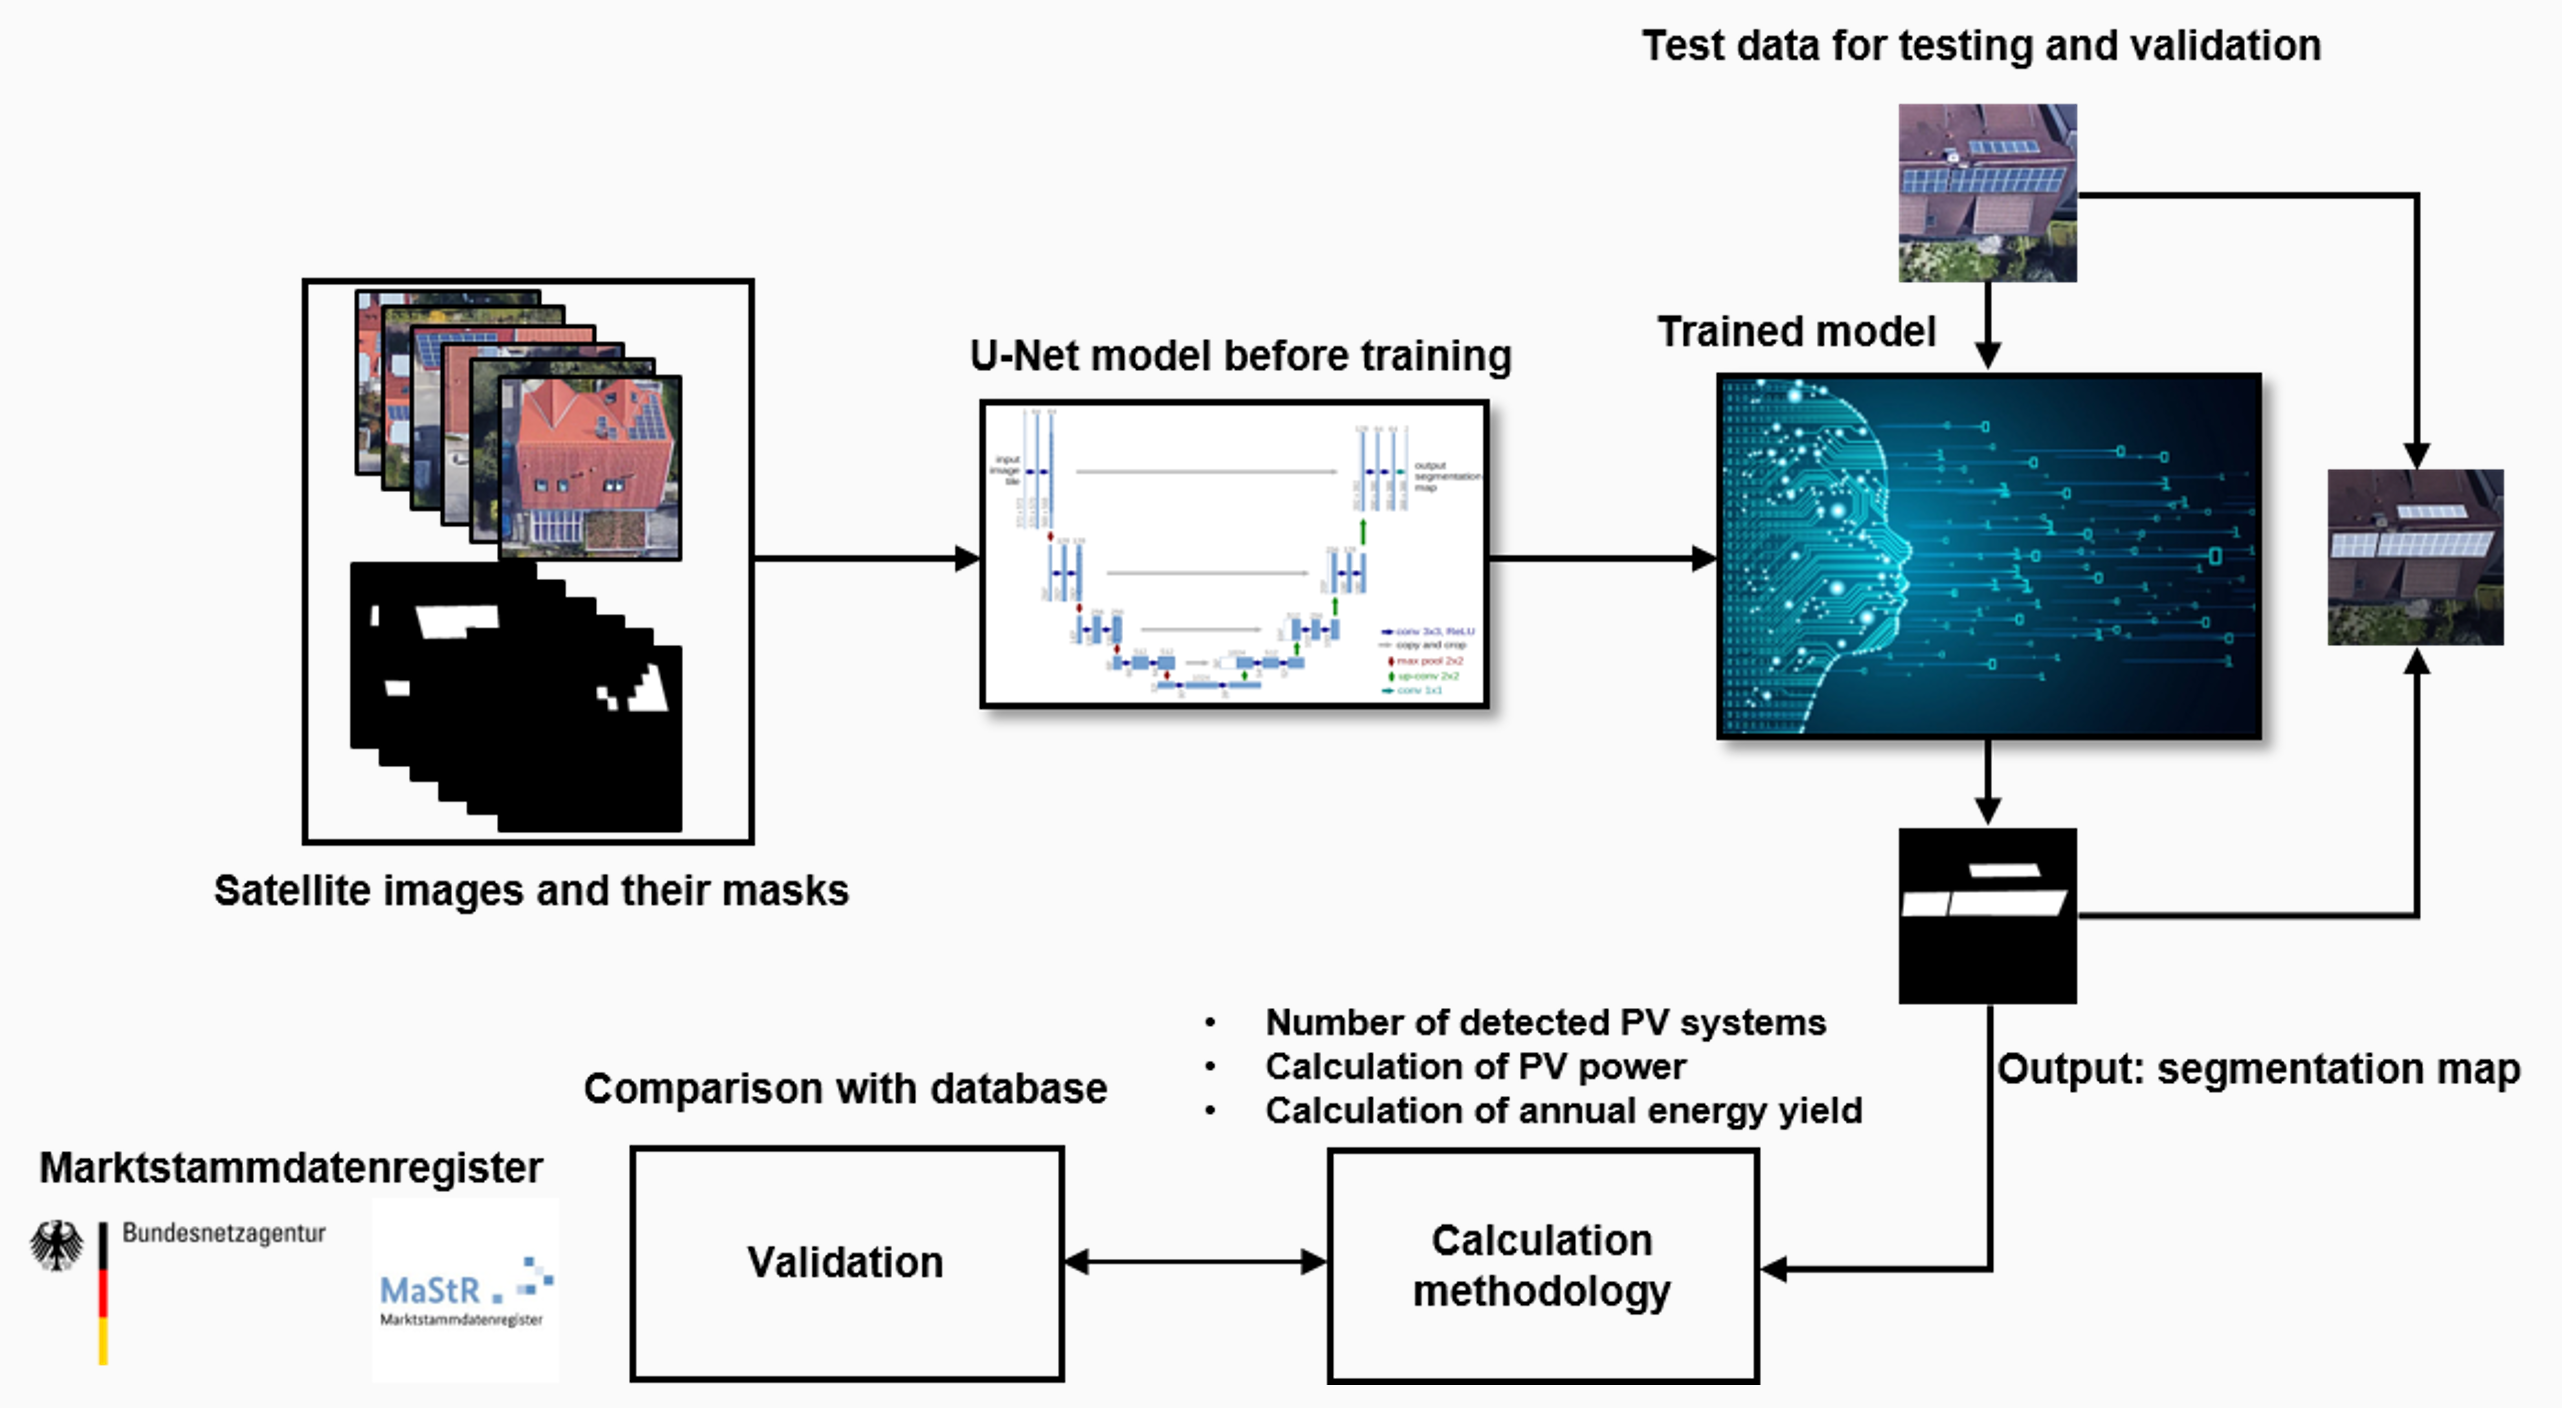 Test data for testing and validation
Trained model
U-Net model before training
input
image
tile
output
segmentation
map
conv 3x3, ReLU
copy and crop
max pool 2x2
up-conv 2x2
conv 1x1
Satellite images and their masks
• Number of detected PV systems
• Calculation of PV power
• Calculation of annual energy yield
Output: segmentation map
Comparison with database
Marktstammdatenregister
Bundesnetzagentur
MaStR
Marktstammdatenregister
Validation
Calculation
methodology